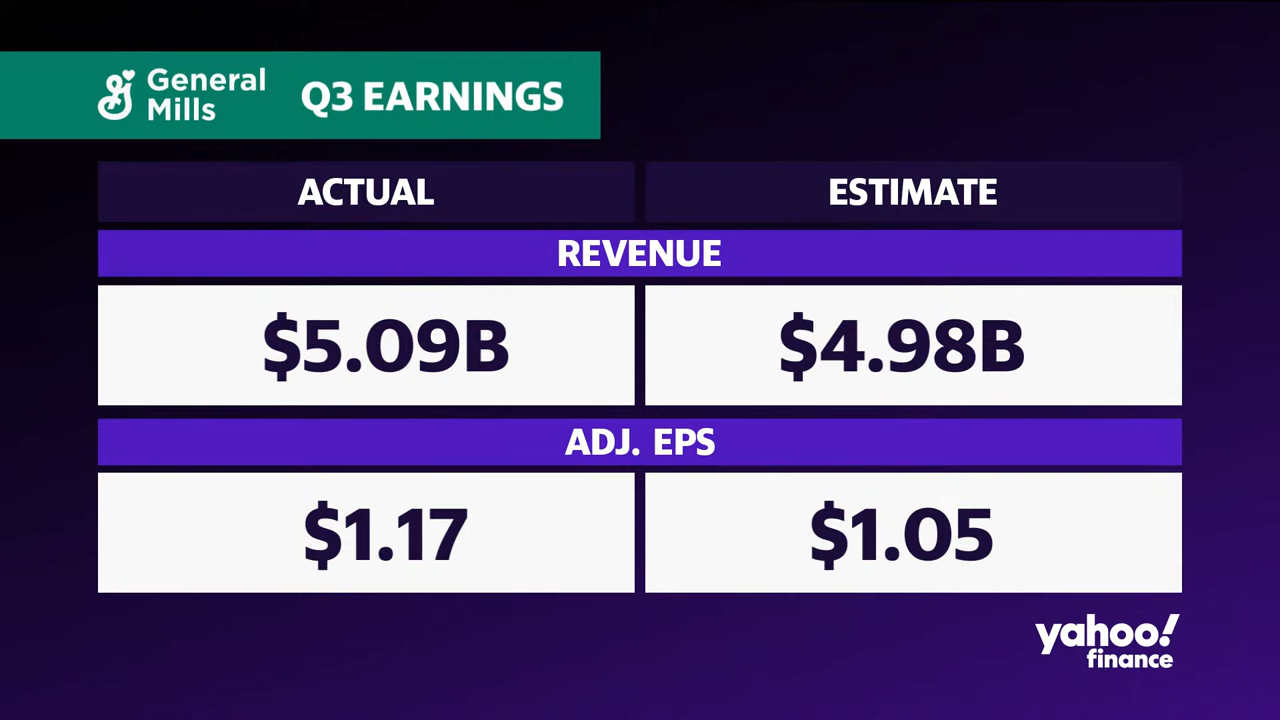 General
Mills
Q3 EARNINGS
ACTUAL
ESTIMATE
REVENUE
$5.09B
$4.98B
ADJ. EPS
$1.17
$1.05
yahoo!
finance